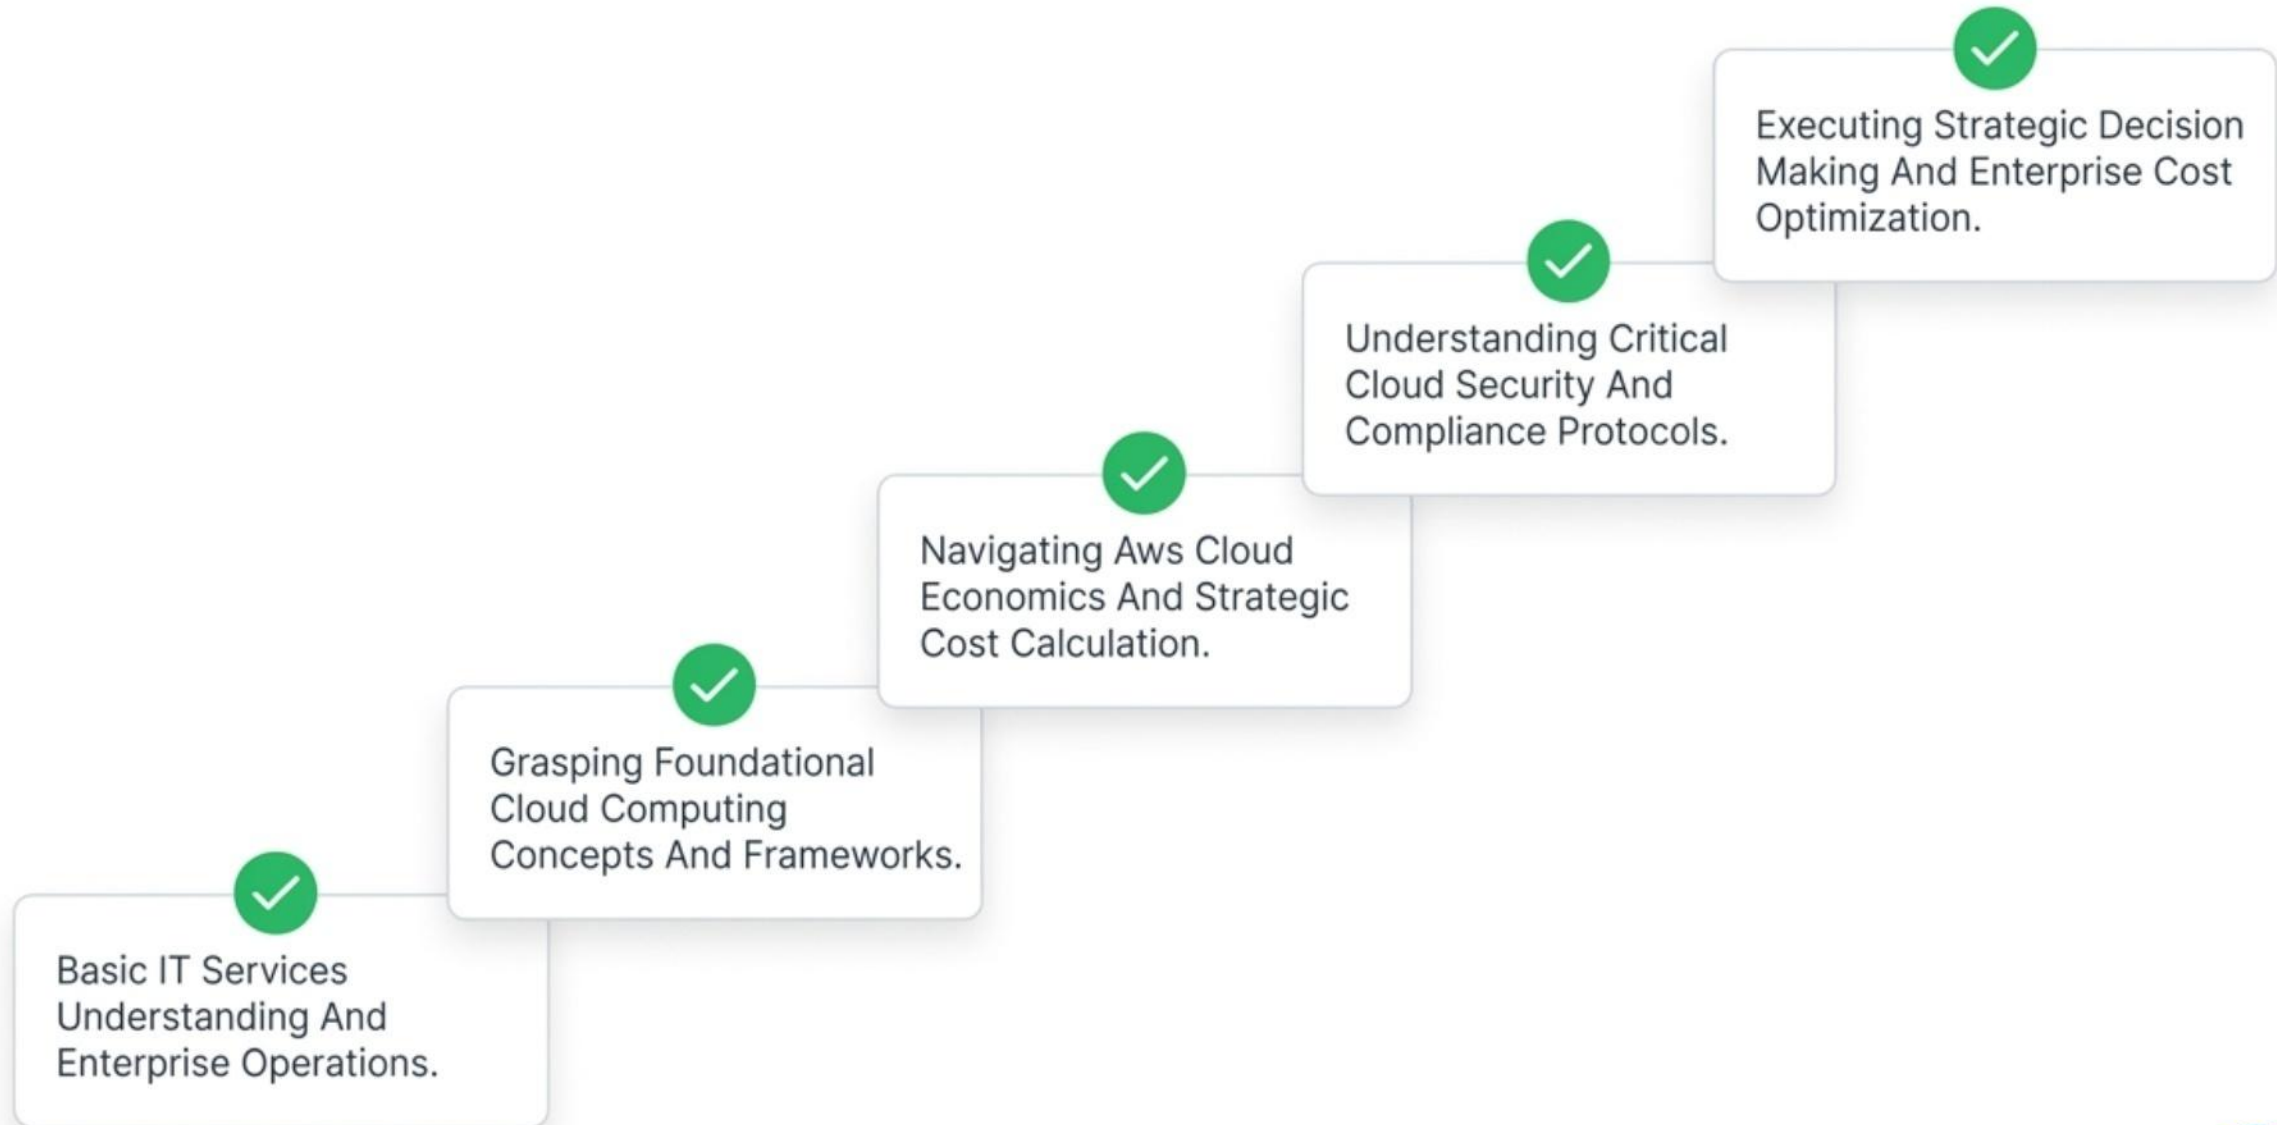 Executing Strategic Decision
Making And Enterprise Cost
Optimization.
Understanding Critical
Cloud Security And
Compliance Protocols.
Navigating Aws Cloud
Economics And Strategic
Cost Calculation.
Grasping Foundational
Cloud Computing
Concepts And Frameworks.
Basic IT Services
Understanding And
Enterprise Operations.